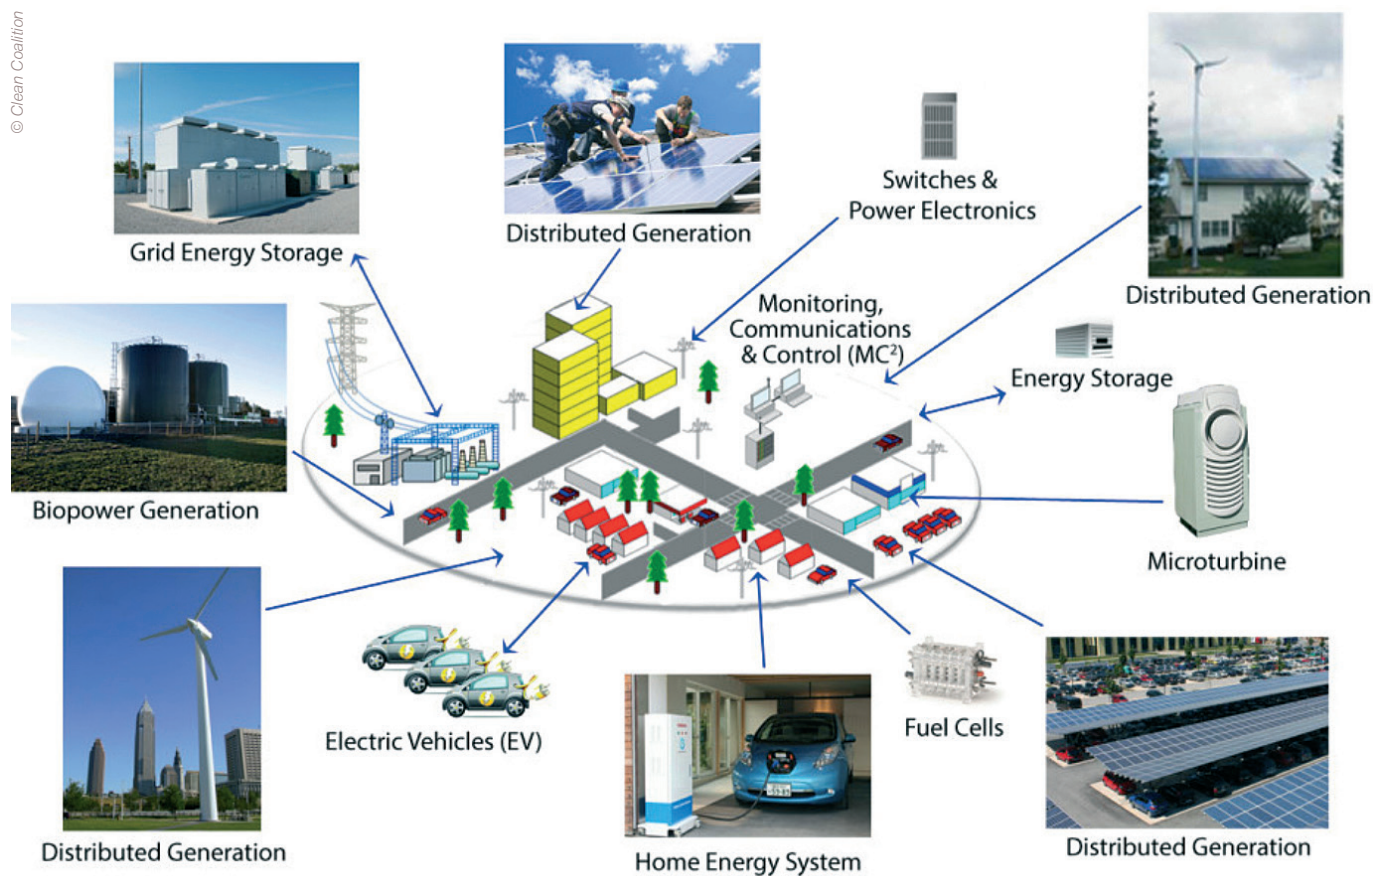 © Clean Coalition
Grid Energy Storage
Distributed Generation
Switches &
Power Electronics
Distributed Generation
Monitoring,
Communications
& Control (MC²)
Energy Storage
Biopower Generation
Microturbine
Electric Vehicles (EV)
Fuel Cells
Distributed Generation
Home Energy System
Distributed Generation